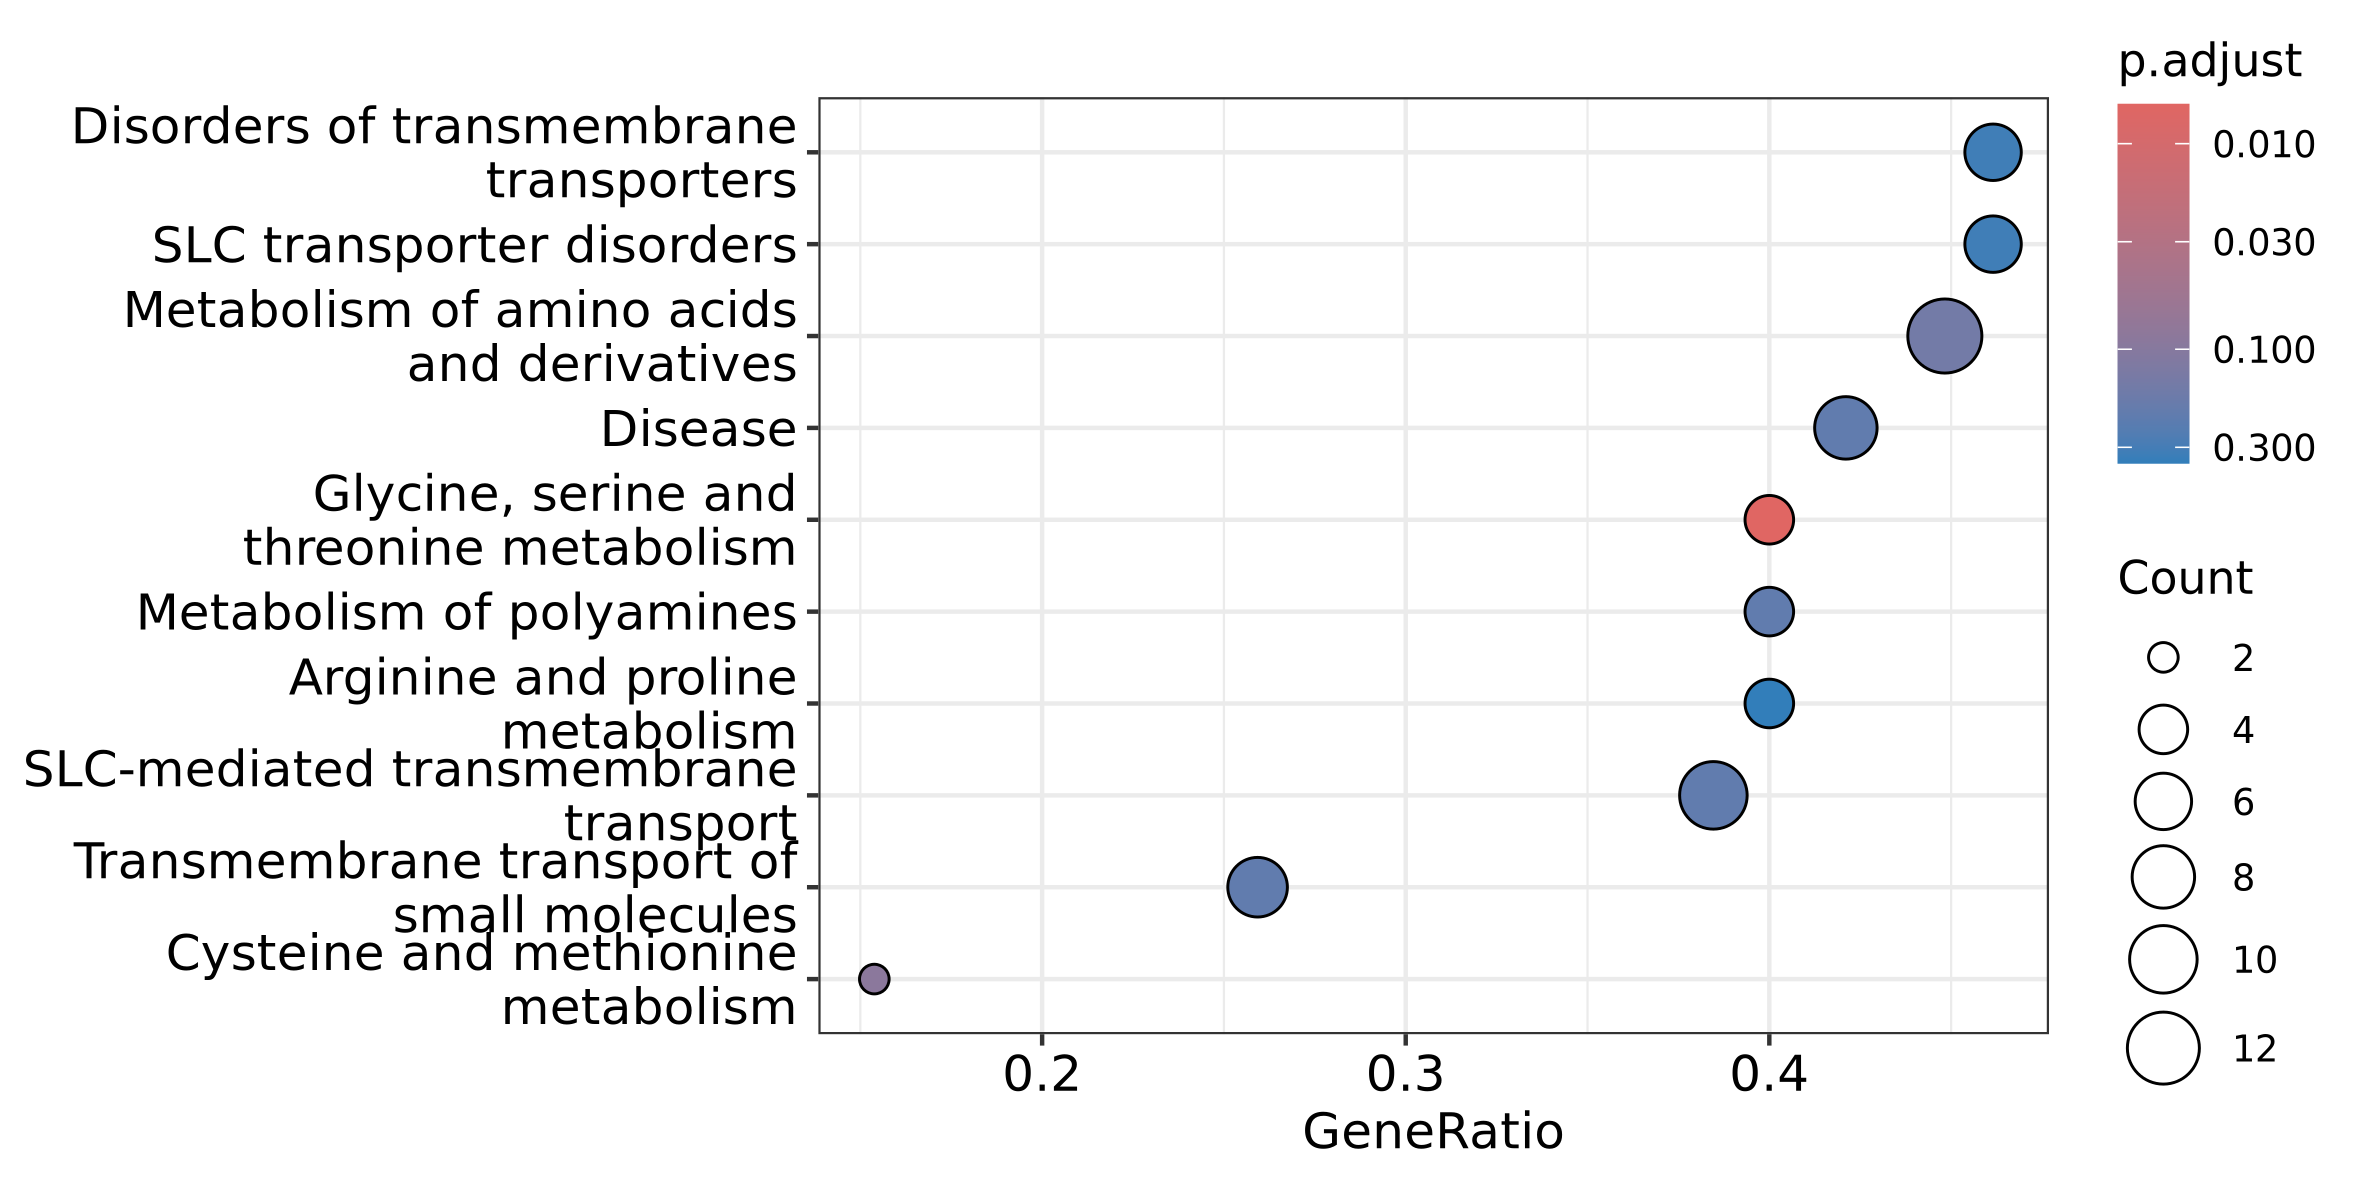 Disorders of transmembrane
transporters
SLC transporter disorders
Metabolism of amino acids
and derivatives
Disease
Glycine, serine and
threonine metabolism
Metabolism of polyamines
Arginine and proline
metabolism
SLC-mediated transmembrane
transport
Transmembrane transport of
small molecules
Cysteine and methionine
metabolism
0.2
0.3
0.4
GeneRatio
p.adjust
0.010
0.030
0.100
0.300
Count
2
4
6
8
10
12